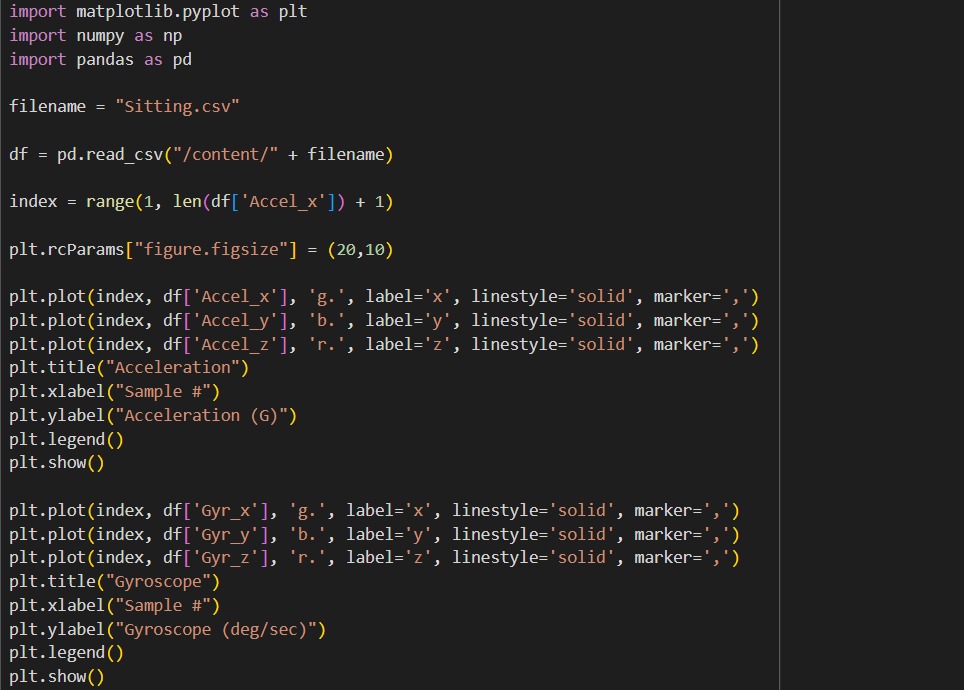 import matplotlib.pyplot as plt
import numpy as np
import pandas as pd
filename = "Sitting.csv"
df = pd.read_csv("/content/" + filename)
index = range(1, len(df['Accel_x']) + 1)
plt.rcParams["figure.figsize"] = (20,10)
plt.plot(index, df['Accel_x'], 'g.', label='x', linestyle='solid', marker=',')
plt.plot(index, df['Accel_y'], 'b.', label='y', linestyle='solid', marker=',')
plt.plot(index, df['Accel_z'], 'r.', label='z', linestyle='solid', marker=',')
plt.title("Acceleration")
plt.xlabel("Sample #")
plt.ylabel("Acceleration (G)")
plt.legend()
plt.show()
plt.plot(index, df['Gyr_x'], 'g.', label='x', linestyle='solid', marker=',')
plt.plot(index, df['Gyr_y'], 'b.', label='y', linestyle='solid', marker=',')
plt.plot(index, df['Gyr_z'], 'r.', label='z', linestyle='solid', marker=',')
plt.title("Gyroscope")
plt.xlabel("Sample #")
plt.ylabel("Gyroscope (deg/sec)")
plt.legend()
plt.show()